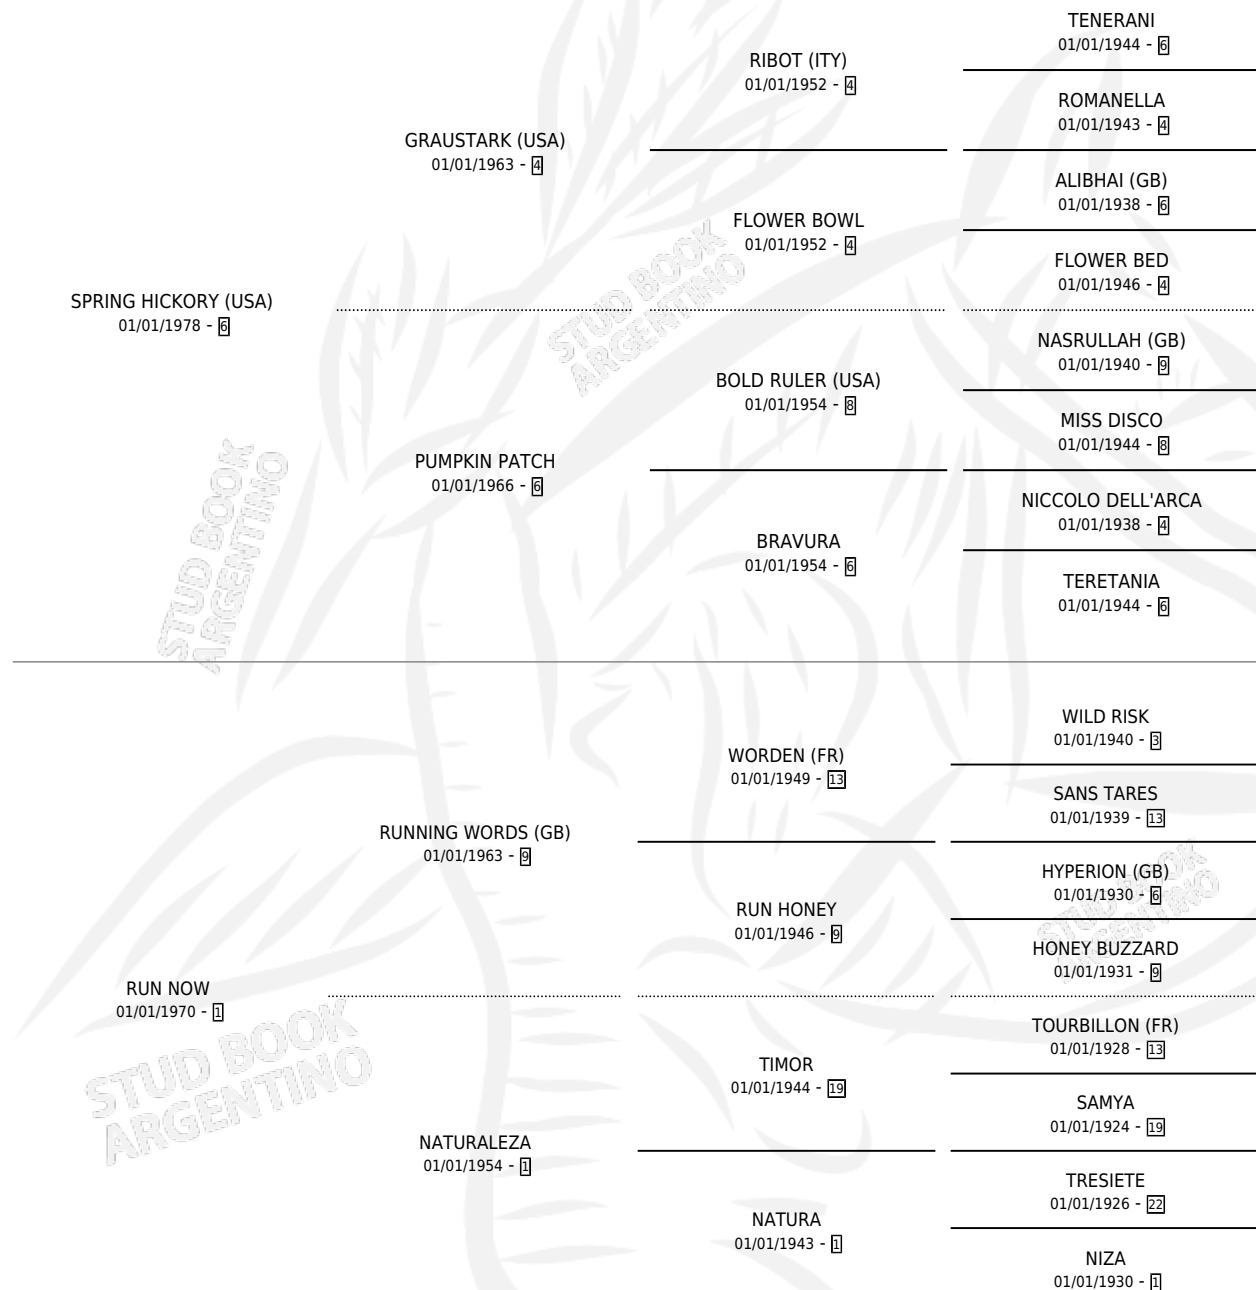 TENERANI
01/01/1944 - 6
RIBOT (ITY)
01/01/1952 - 4
ROMANELLA
01/01/1943 - 4
GRAUSTARK (USA)
01/01/1963 - 4
ALIBHAI (GB)
01/01/1938 - 6
FLOWER BOWL
01/01/1952 - 4
FLOWER BED
01/01/1946 - 4
SPRING HICKORY (USA)
01/01/1978 - 6
STUD BOOK
ARGENTINO
NASRULLAH (GB)
01/01/1940 - 9
BOLD RULER (USA)
01/01/1954 - 8
MISS DISCO
01/01/1944 - 8
PUMPKIN PATCH
01/01/1966 - 6
NICCOLO DELL'ARCA
01/01/1938 - 4
BRAVURA
01/01/1954 - 6
TERETANIA
01/01/1944 - 6
STUD BOOK
ARGENTINO
WILD RISK
01/01/1940 - 3
WORDEN (FR)
01/01/1949 - 13
SANS TARES
01/01/1939 - 13
RUNNING WORDS (GB)
01/01/1963 - 9
HYPERION (GB)
01/01/1930 - 6
RUN HONEY
01/01/1946 - 9
STUD BOOK
ARGENTINO
HONEY BUZZARD
01/01/1931 - 9
RUN NOW
01/01/1970 - 1
TOURBILLON (FR)
01/01/1928 - 13
STUD BOOK
ARGENTINO
TIMOR
01/01/1944 - 19
SAMYA
01/01/1924 - 19
NATURALEZA
01/01/1954 - 1
TRESIETE
01/01/1926 - 22
NATURA
01/01/1943 - 1
NIZA
01/01/1930 - 1